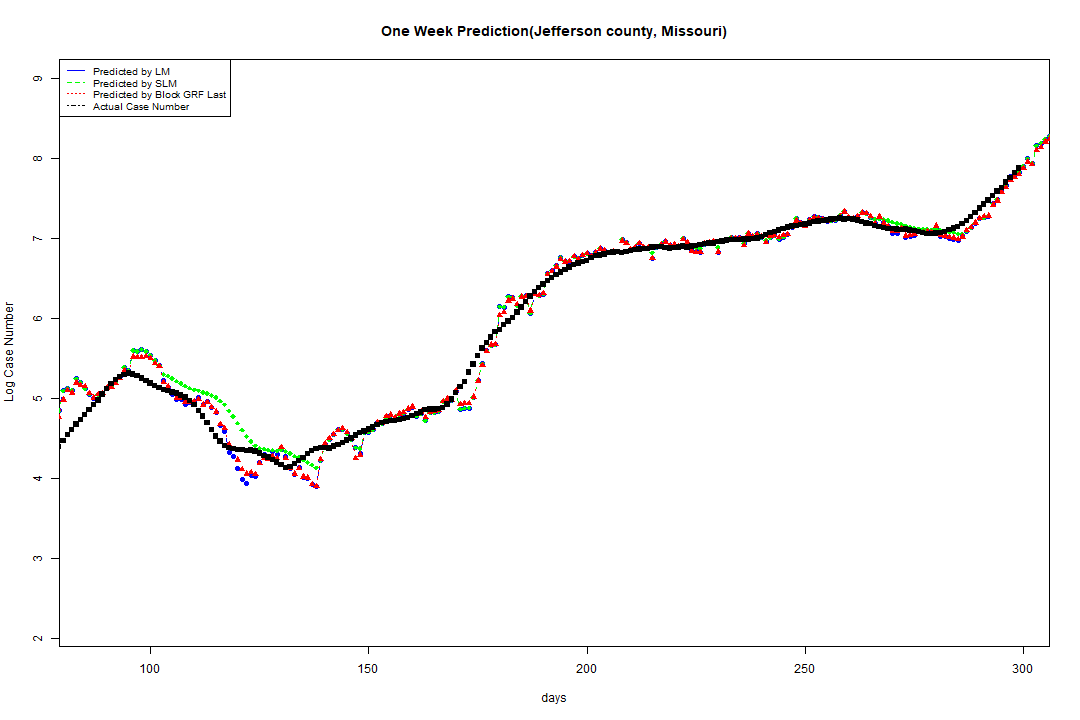 One Week Prediction(Jefferson county, Missouri)
Predicted by LM
Predicted by SLM
Predicted by Block GRF Last
Actual Case Number
9
8
7
6
5
4
3
2
Log Case Number
100 150 200 250 300
days